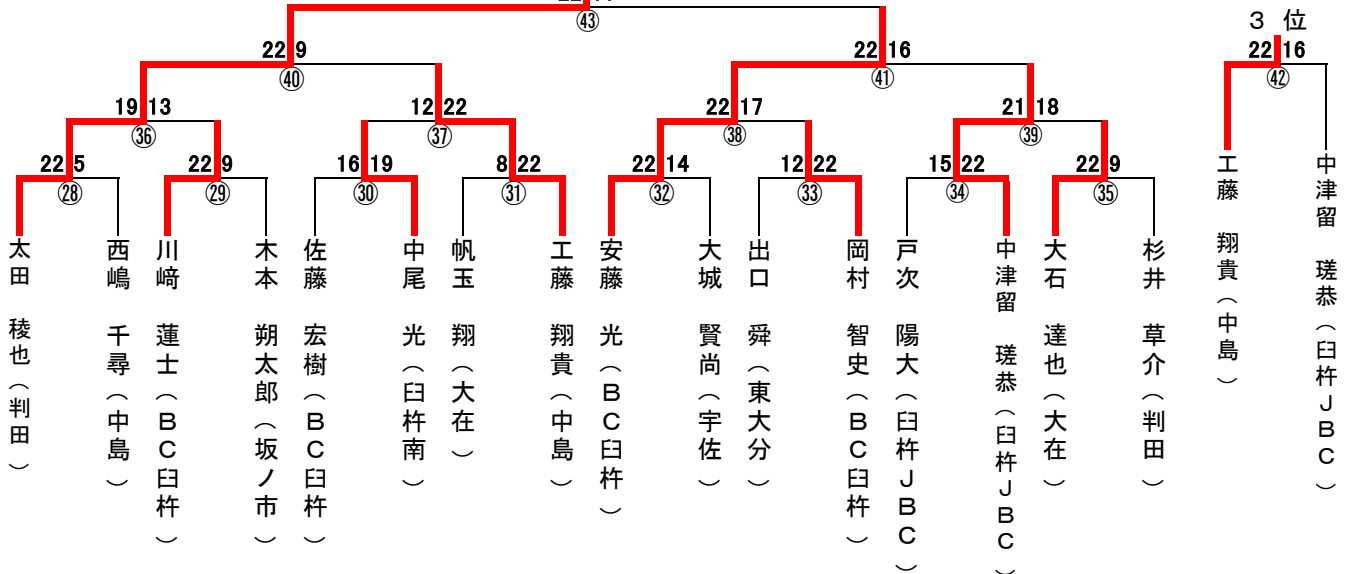 ㊸
3 位
22 9
㊵
22 16
㊶
22 16
㊷
19 13
㊱
12 22
㊲
22 17
㊳
21 18
㊴
22 5
㉘
22 9
㉙
16 19
㉚
8 22
㉛
22 14
㉜
12 22
㉝
15 22
㉞
22 9
㉟
太田 稜也(判田)
西嶋 千尋(中島)
川﨑 蓮士(BC臼杵)
木本 朔太郎(坂ノ市)
佐藤 宏樹(BC臼杵)
中尾 光(臼杵南)
帆玉 翔(大在)
工藤 翔貴(中島)
安藤 光(BC臼杵)
大城 賢尚(宇佐)
出口 舜(東大分)
岡村 智史(BC臼杵)
戸次 陽大(臼杵JBC)
中津留 瑳恭(臼杵JBC)
大石 達也(大在)
杉井 草介(判田)
工藤 翔貴(中島)
中津留 瑳恭(臼杵JBC)